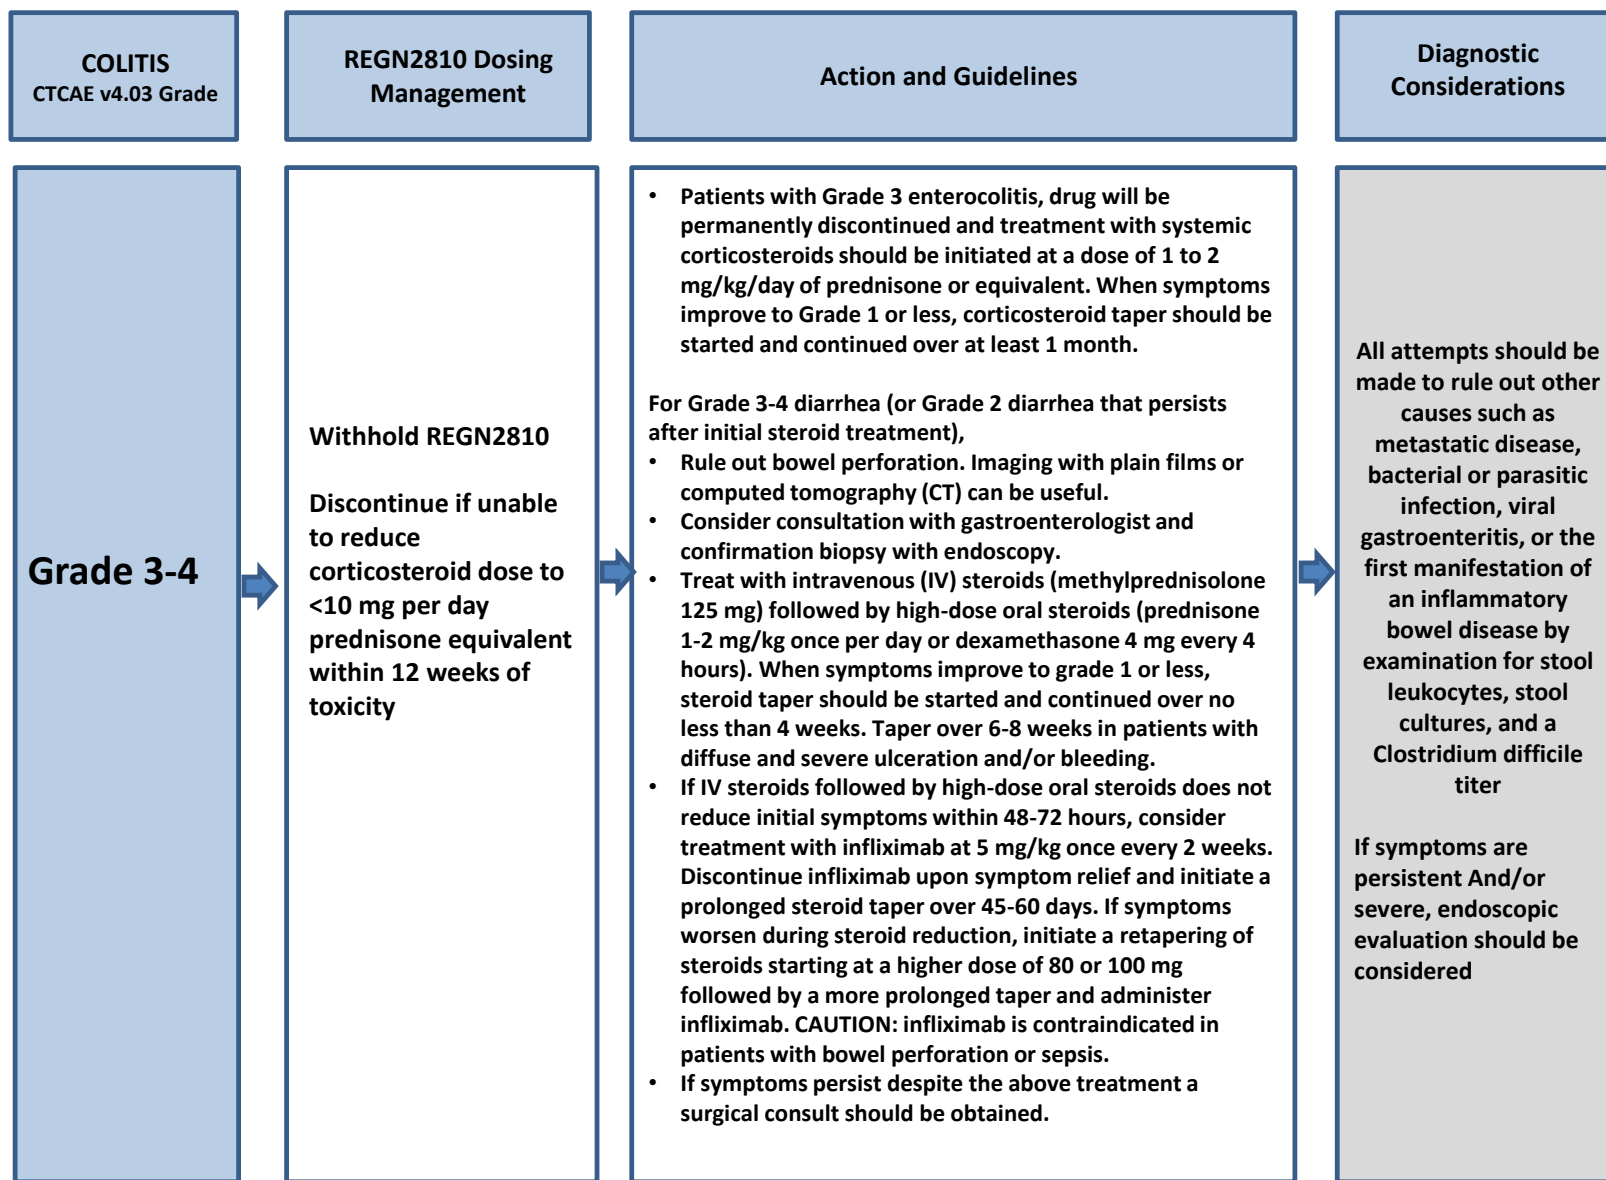 COLITIS
CTCAE v4.03 Grade
REGN2810 Dosing
Management
Action and Guidelines
Diagnostic
Considerations
Grade 3-4
Withhold REGN2810
Discontinue if unable
to reduce
corticosteroid dose to
<10 mg per day
prednisone equivalent
within 12 weeks of
toxicity
• Patients with Grade 3 enterocolitis, drug will be
permanently discontinued and treatment with systemic
corticosteroids should be initiated at a dose of 1 to 2
mg/kg/day of prednisone or equivalent. When symptoms
improve to Grade 1 or less, corticosteroid taper should be
started and continued over at least 1 month.
For Grade 3-4 diarrhea (or Grade 2 diarrhea that persists
after initial steroid treatment),
• Rule out bowel perforation. Imaging with plain films or
computed tomography (CT) can be useful.
• Consider consultation with gastroenterologist and
confirmation biopsy with endoscopy.
• Treat with intravenous (IV) steroids (methylprednisolone
125 mg) followed by high-dose oral steroids (prednisone
1-2 mg/kg once per day or dexamethasone 4 mg every 4
hours). When symptoms improve to grade 1 or less,
steroid taper should be started and continued over no
less than 4 weeks. Taper over 6-8 weeks in patients with
diffuse and severe ulceration and/or bleeding.
• If IV steroids followed by high-dose oral steroids does not
reduce initial symptoms within 48-72 hours, consider
treatment with infliximab at 5 mg/kg once every 2 weeks.
Discontinue infliximab upon symptom relief and initiate a
prolonged steroid taper over 45-60 days. If symptoms
worsen during steroid reduction, initiate a retapering of
steroids starting at a higher dose of 80 or 100 mg
followed by a more prolonged taper and administer
infliximab. CAUTION: infliximab is contraindicated in
patients with bowel perforation or sepsis.
• If symptoms persist despite the above treatment a
surgical consult should be obtained.
All attempts should be
made to rule out other
causes such as
metastatic disease,
bacterial or parasitic
infection, viral
gastroenteritis, or the
first manifestation of
an inflammatory
bowel disease by
examination for stool
leukocytes, stool
cultures, and a
Clostridium difficile
titer
If symptoms are
persistent And/or
severe, endoscopic
evaluation should be
considered